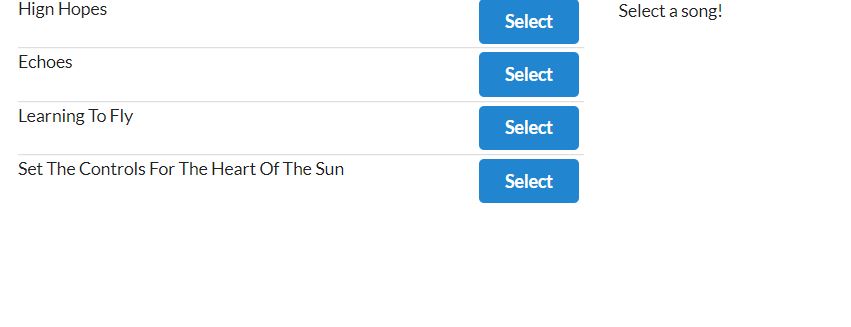 Hign Hopes
Select
Select a song!
Echoes
Select
Learning To Fly
Select
Set The Controls For The Heart Of The Sun
Select